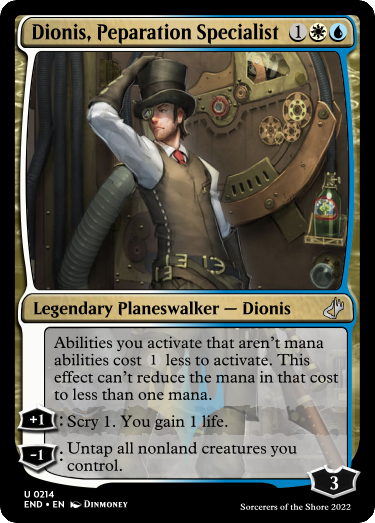 Dionis, Peparation Specialist 1
Legendary Planeswalker — Dionis
Abilities you activate that aren't mana
abilities cost 1 less to activate. This
effect can't reduce the mana in that cost
to less than one mana.
+1: Scry 1. You gain 1 life.
-1: Untap all nonland creatures you
control.
3
U 0214
END • EN DINMONEY
Sorcerers of the Shore 2022